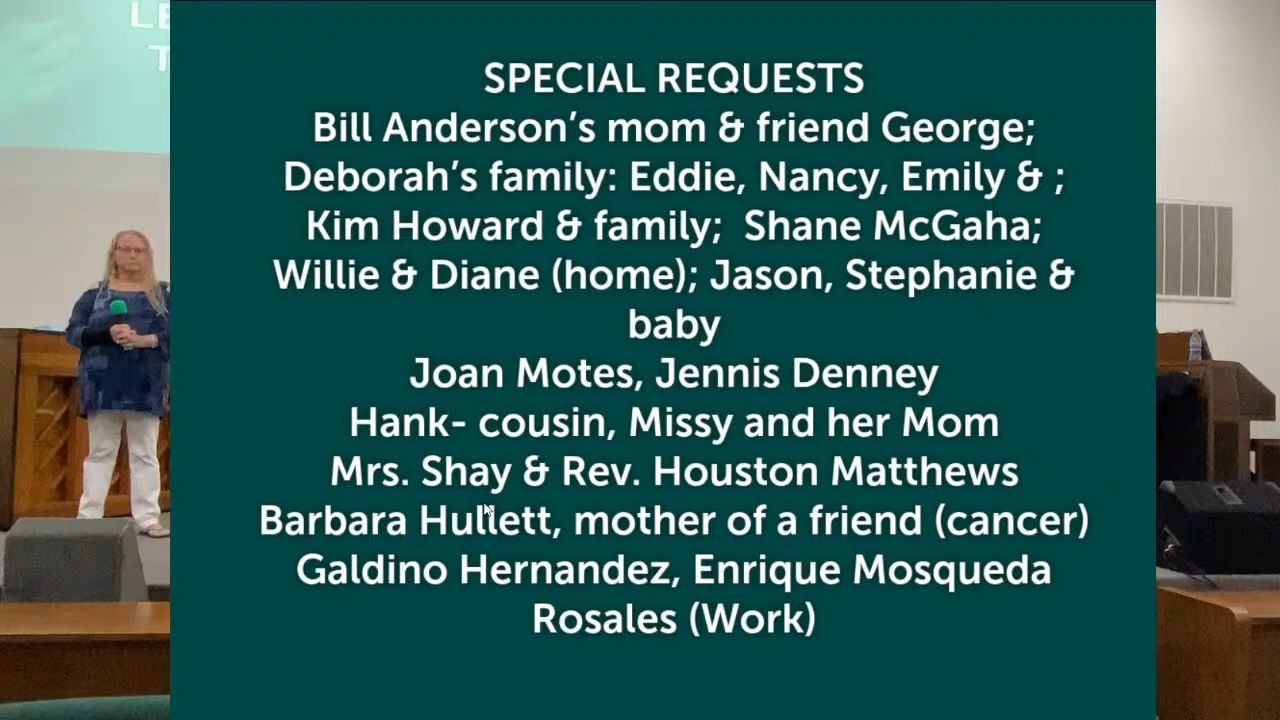 LE
T
SPECIAL REQUESTS
Bill Anderson’s mom & friend George;
Deborah’s family: Eddie, Nancy, Emily & ;
Kim Howard & family;  Shane McGaha;
Willie & Diane (home); Jason, Stephanie &
baby
Joan Motes, Jennis Denney
Hank- cousin, Missy and her Mom
Mrs. Shay & Rev. Houston Matthews
Barbara Hullett, mother of a friend (cancer)
Galdino Hernandez, Enrique Mosqueda
Rosales (Work)